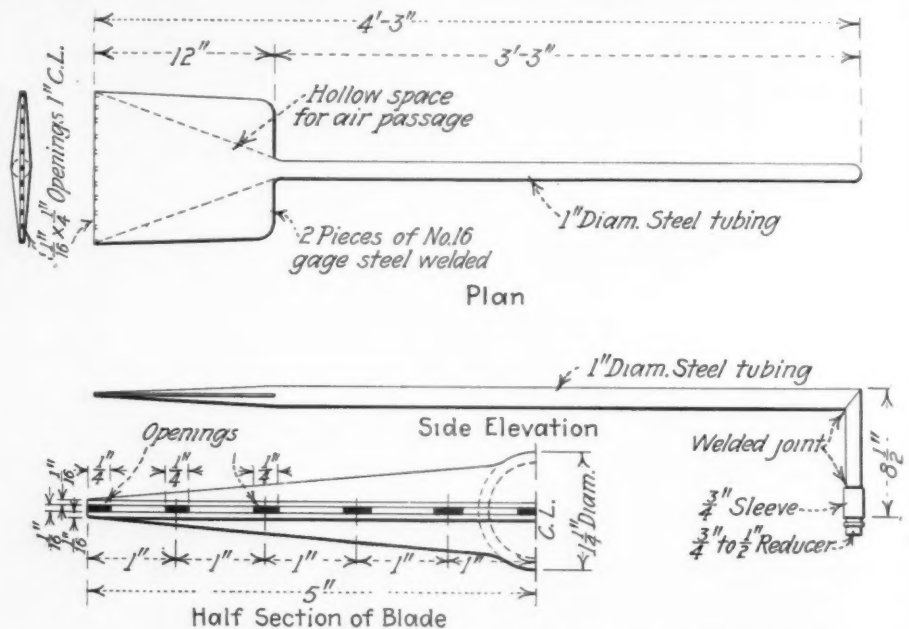 4'-3"
12"
3'-3"
1/16" x 1/4" Openings 1" C.L.
Hollow space
for air passage
1" Diam. Steel tubing
2 Pieces of No.16
gage steel welded
Plan
1" Diam. Steel tubing
Side Elevation
Openings
Welded joint
8 1/2"
3/4" Sleeve
3/4" to 1/2" Reducer
1/4"
1/4"
1/4"
1/16"
1/16"
1/16"
C.L.
1 1/4" Diam.
1"
1"
1"
1"
1"
5"
Half Section of Blade